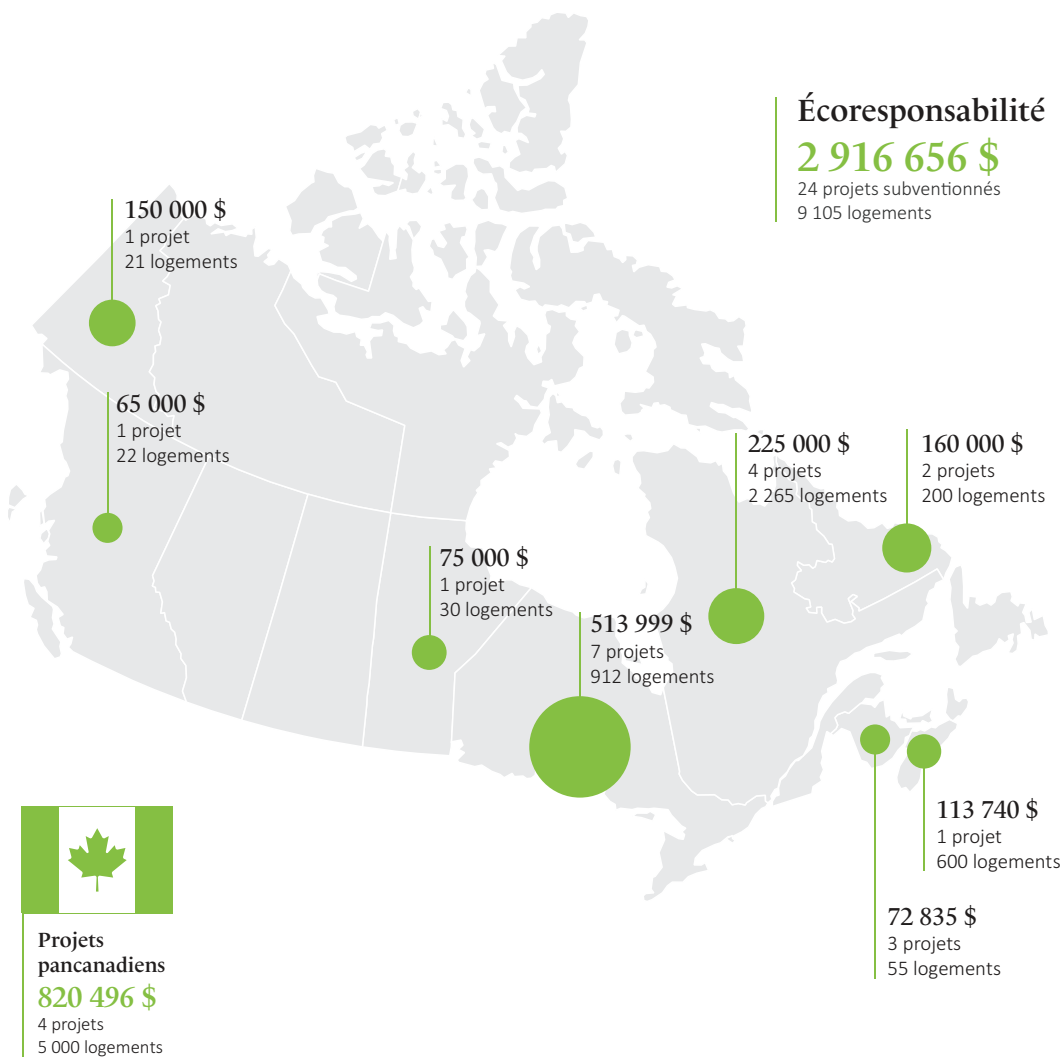 Écoresponsabilité
2 916 656 $
24 projets subventionnés
9 105 logements
150 000 $
1 projet
21 logements
65 000 $
1 projet
22 logements
225 000 $
4 projets
2 265 logements
160 000 $
2 projets
200 logements
75 000 $
1 projet
30 logements
513 999 $
7 projets
912 logements
113 740 $
1 projet
600 logements
72 835 $
3 projets
55 logements
Projets
pancanadiens
820 496 $
4 projets
5 000 logements